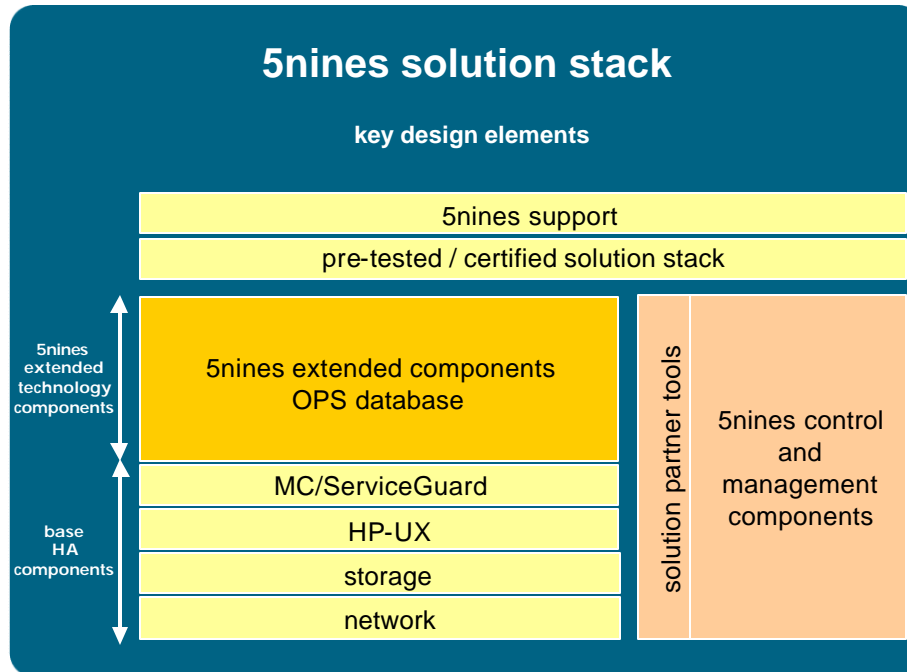 5nines solution stack
key design elements
5nines support
pre-tested / certified solution stack
5nines
extended
technology
components
5nines extended components
OPS database
solution partner tools
5nines control
and
management
components
base
HA
components
MC/ServiceGuard
HP-UX
storage
network